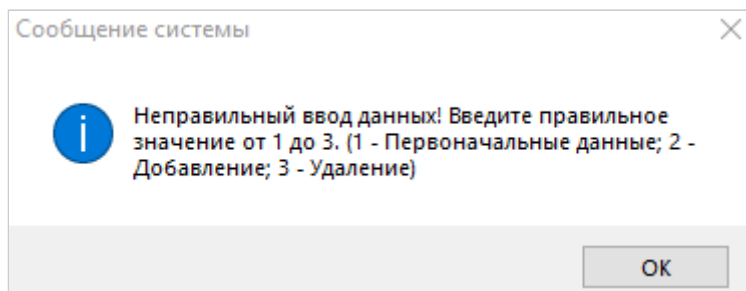 Сообщение системы
Неправильный ввод данных! Введите правильное
значение от 1 до 3. (1 - Первоначальные данные; 2 -
Добавление; 3 - Удаление)
OK